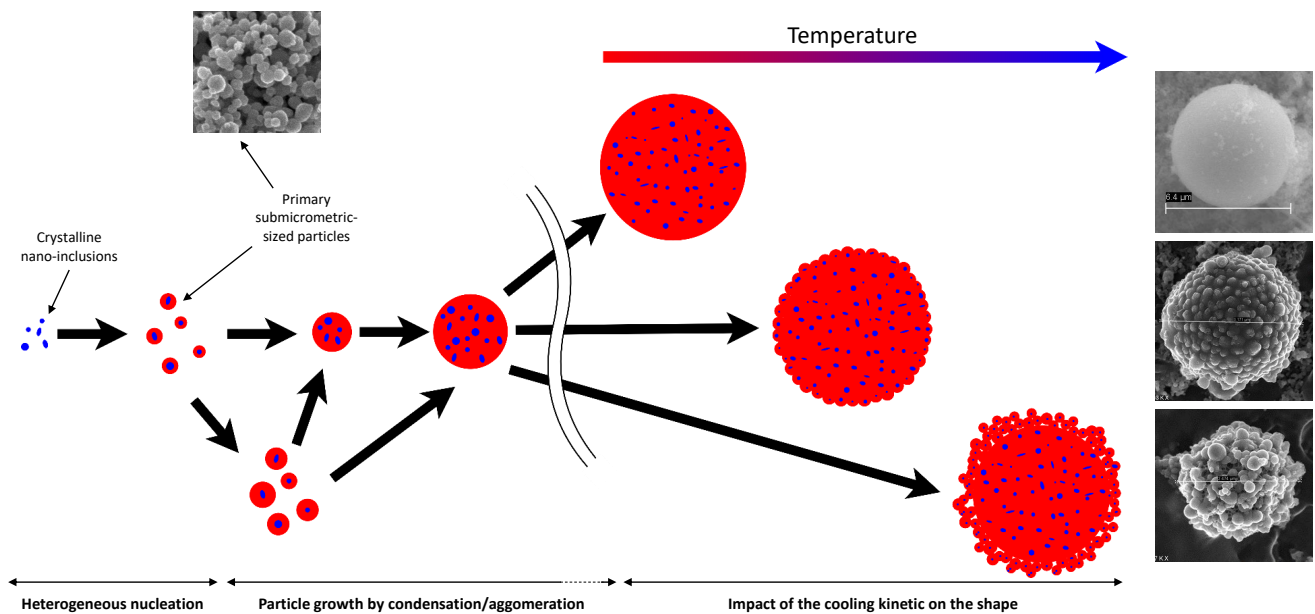 Temperature
6.4 µm
Primary
submicrometric-
sized particles
Crystalline
nano-inclusions
Heterogeneous nucleation
Particle growth by condensation/aggomeration
Impact of the cooling kinetic on the shape